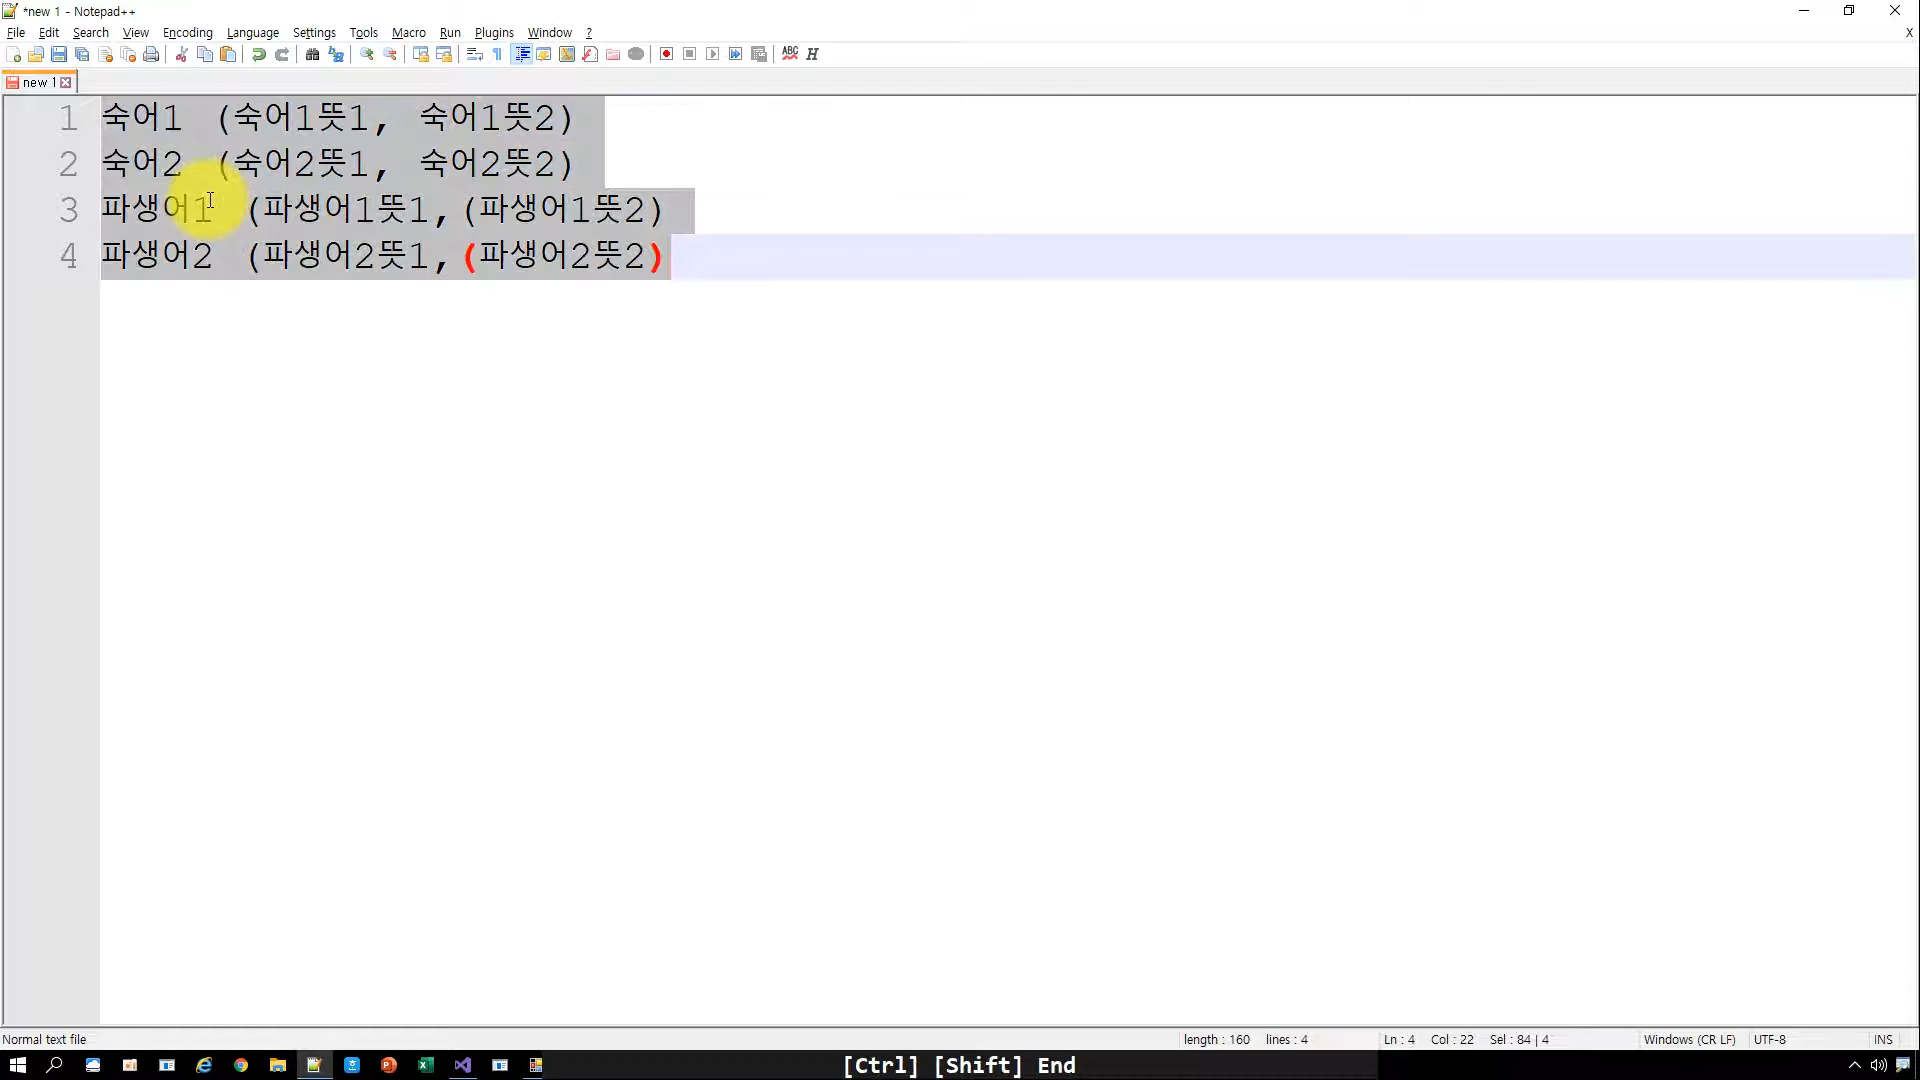 *new 1 - Notepad++
File Edit Search View Encoding Language Settings Tools Macro Run Plugins Window ? X
new 1
1 숙어1 (숙어1뜻1, 숙어1뜻2)
2 숙어2 (숙어2뜻1, 숙어2뜻2)
3 파생어1 (파생어1뜻1,(파생어1뜻2)
4 파생어2 (파생어2뜻1,(파생어2뜻2)
Normal text file length : 160 lines : 4 Ln : 4 Col : 22 Sel : 84 | 4 Windows (CR LF) UTF-8 INS
[Ctrl] [Shift] End